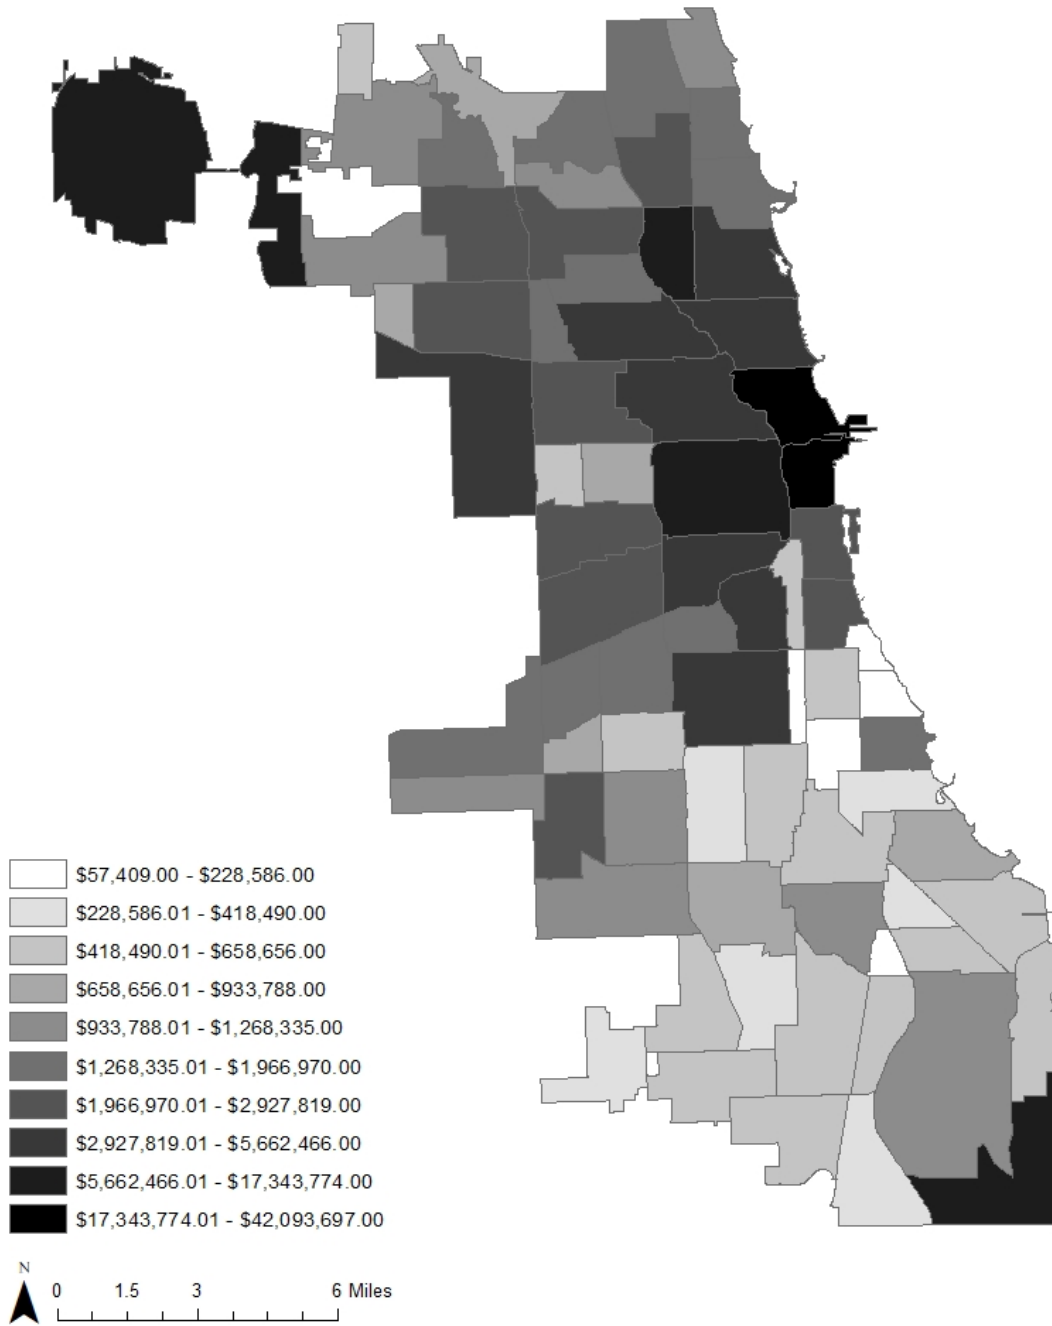 $57,409.00 - $228,586.00
$228,586.01 - $418,490.00
$418,490.01 - $658,656.00
$658,656.01 - $933,788.00
$933,788.01 - $1,268,335.00
$1,268,335.01 - $1,966,970.00
$1,966,970.01 - $2,927,819.00
$2,927,819.01 - $5,662,466.00
$5,662,466.01 - $17,343,774.00
$17,343,774.01 - $42,093,697.00
N
0 1.5 3 6 Miles